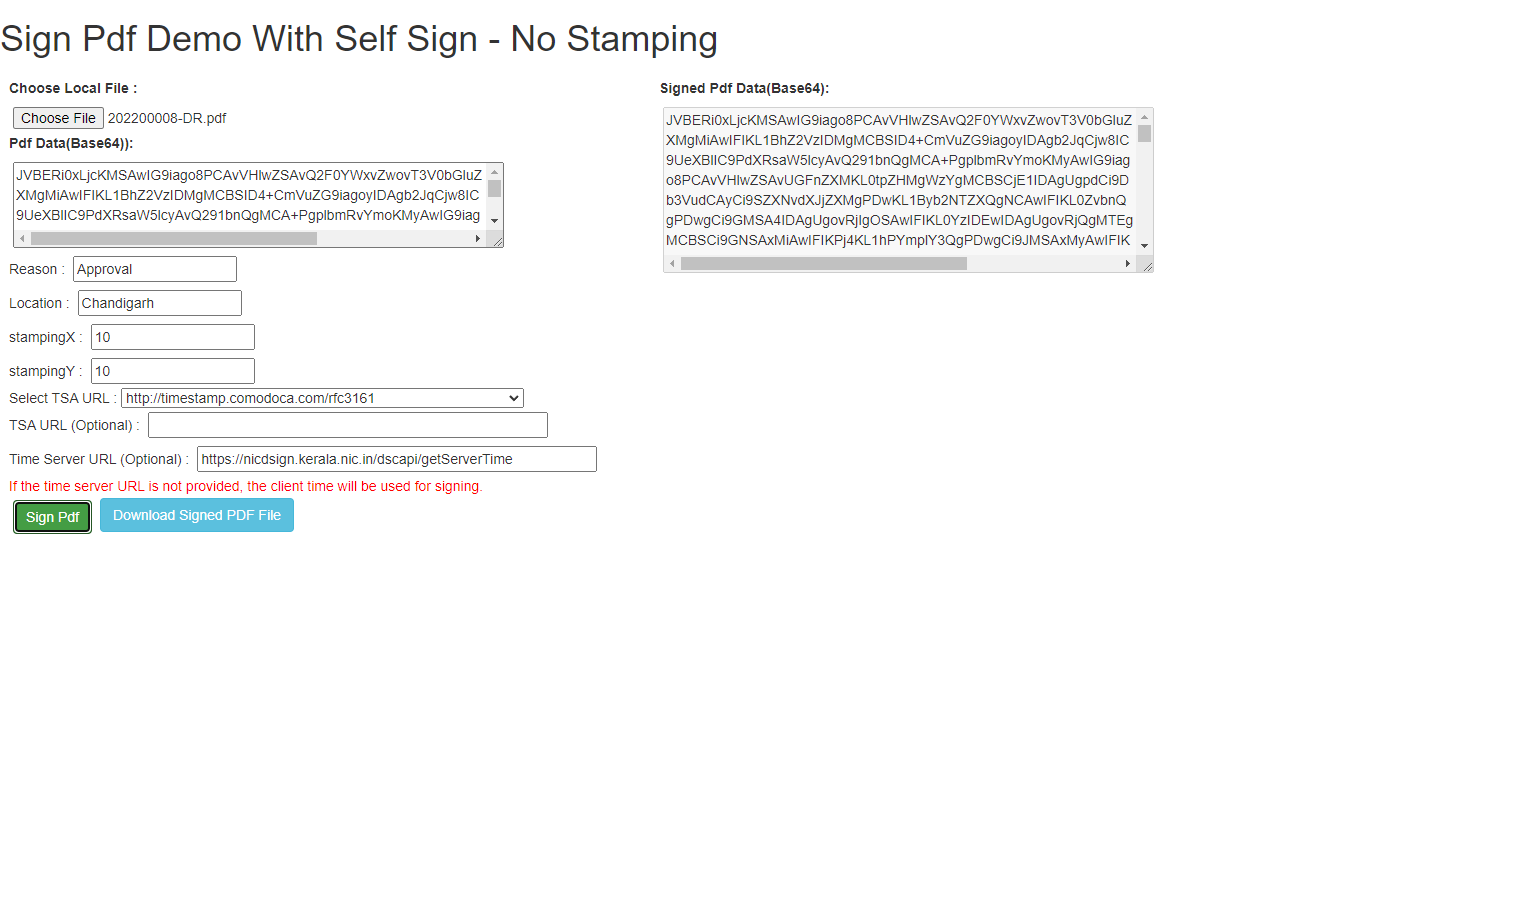 Sign Pdf Demo With Self Sign - No Stamping
Choose Local File :
Choose File 202200008-DR.pdf
Pdf Data(Base64)):
JVBERi0xLjcKMSAwIG9iago8PCAvVHlwZSAvQ2F0YWxvZwovT3V0bGluZ
XMgMiAwIFIKL1BhZ2VzIDMgMCBSID4+CmVuZG9iagoyIDAgb2JqCjw8IC
9UeXBlIC9PdXRsaW5lcyAvQ291bnQgMCA+PgplbmRvYmoKMyAwIG9iag
Reason : Approval
Location : Chandigarh
stampingX : 10
stampingY : 10
Select TSA URL : http://timestamp.comodoca.com/rfc3161
TSA URL (Optional) :
Time Server URL (Optional) : https://nicdsign.kerala.nic.in/dscapi/getServerTime
If the time server URL is not provided, the client time will be used for signing.
Sign Pdf Download Signed PDF File
Signed Pdf Data(Base64):
JVBERi0xLjcKMSAwIG9iago8PCAvVHlwZSAvQ2F0YWxvZwovT3V0bGluZ
XMgMiAwIFIKL1BhZ2VzIDMgMCBSID4+CmVuZG9iagoyIDAgb2JqCjw8IC
9UeXBlIC9PdXRsaW5lcyAvQ291bnQgMCA+PgplbmRvYmoKMyAwIG9iag
o8PCAvVHlwZSAvUGFnZXMKL0tpZHMgWzYgMCBSCjE1IDAgUgpdCi9D
b3VudCAyCi9SZXNvdXJjZXMgPDwKL1Byb2NTZXQgNCAwIFIKL0ZvbnQ
gPDwgCi9GMSA4IDAgUgovRjIgOSAwIFIKL0YzIDEwIDAgUgovRjQgMTEg
MCBSCi9GNSAxMiAwIFIKPj4KL1hPYmplY3QgPDwgCi9JMSAxMyAwIFIK